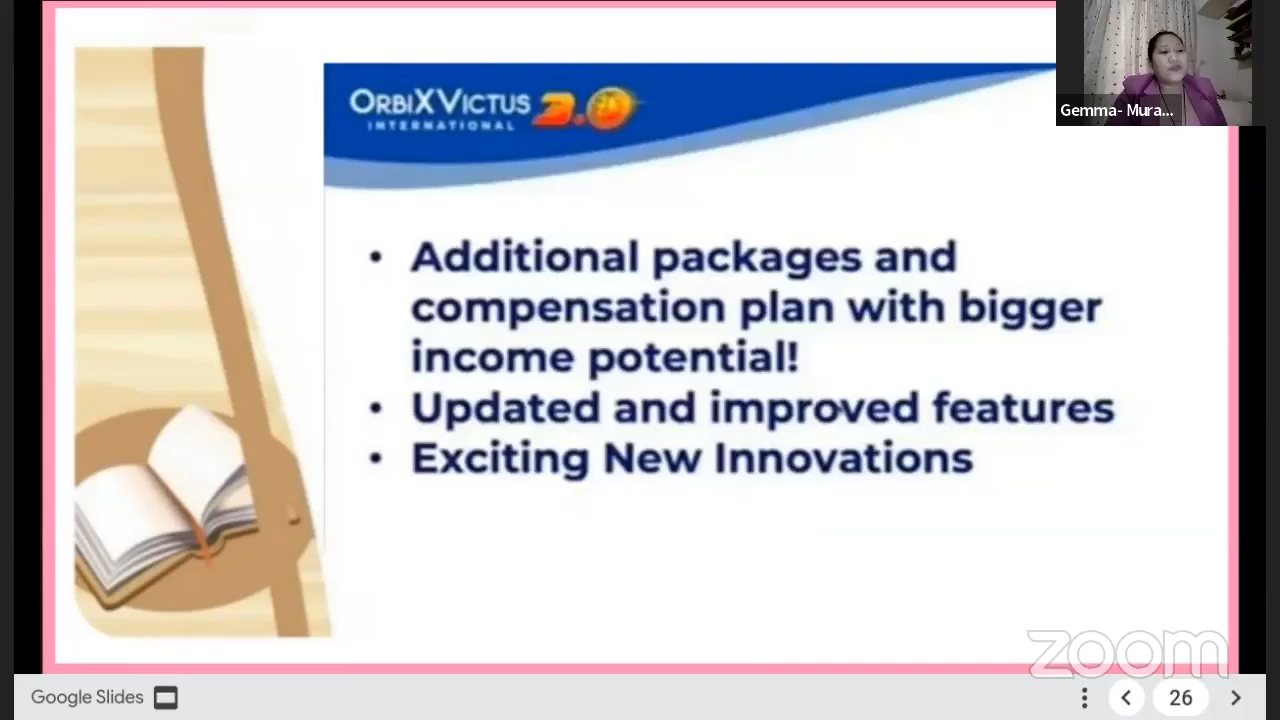 ORBIXVICTUS 2.0
INTERNATIONAL
Gemma- Mura...
• Additional packages and
compensation plan with bigger
income potential!
• Updated and improved features
• Exciting New Innovations
zoom
Google Slides
26